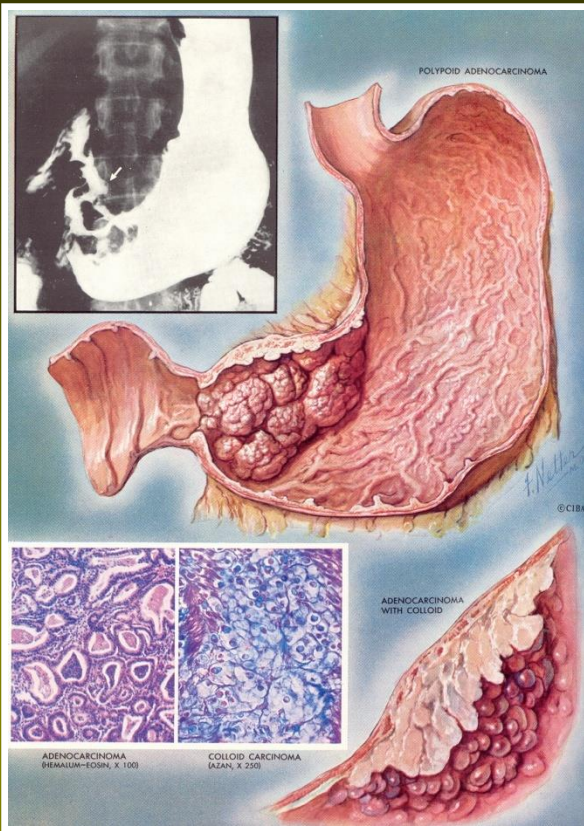 POLYPOID ADENOCARCINOMA
F. Netter
© CIBA
ADENOCARCINOMA
WITH COLLOID
ADENOCARCINOMA
(HEMALUM—EOSIN, X 100)
COLLOID CARCINOMA
(AZAN, X 250)